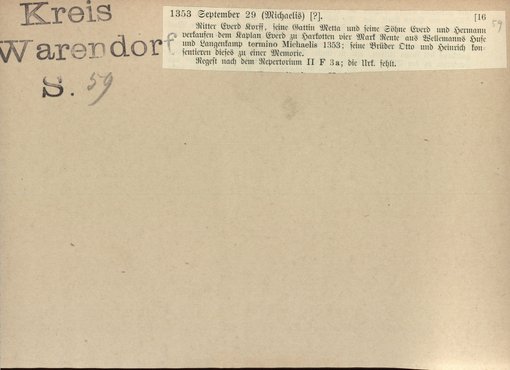 Kreis
Warendorf
S. 59
1353 September 29 (Michaelis) [?]. [16
59
Ritter Everd Korff, seine Gattin Metta und seine Söhne Everd und Hermann
verkaufen dem Kaplan Everd zu Harkotten vier Mark Rente aus Wellemanns Hufe
und Langenkamp termino Michaelis 1353; seine Brüder Otto und Heinrich kon-
sentieren dieses zu einer Memorie.
Regest nach dem Repertorium II F 3a; die Urk. fehlt.